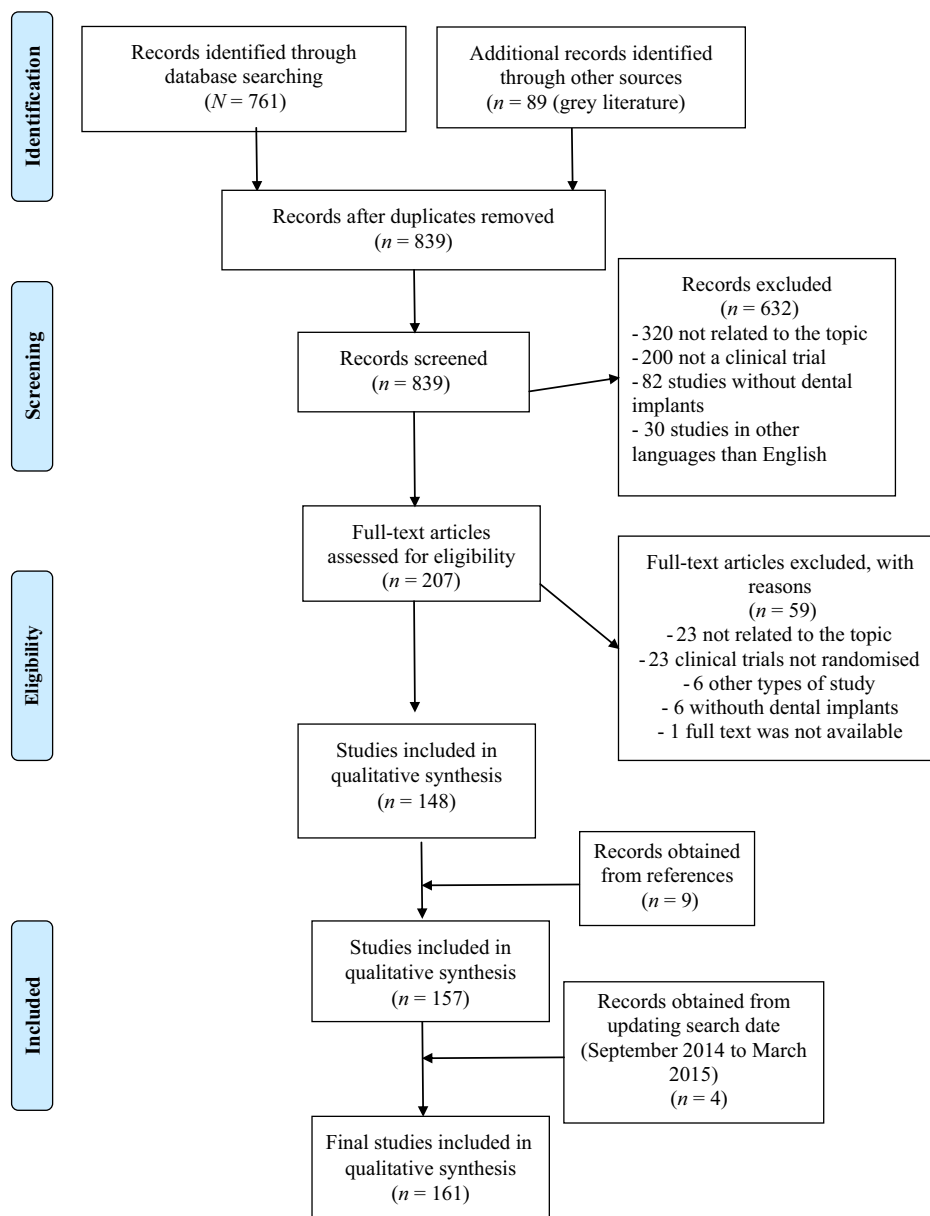 Identification
Records identified through
database searching
(N = 761)
Additional records identified
through other sources
(n = 89 (grey literature)
Records after duplicates removed
(n = 839)
Screening
Records screened
(n = 839)
Records excluded
(n = 632)
- 320 not related to the topic
- 200 not a clinical trial
- 82 studies without dental
implants
- 30 studies in other
languages than English
Eligibility
Full-text articles
assessed for eligibility
(n = 207)
Full-text articles excluded, with
reasons
(n = 59)
- 23 not related to the topic
- 23 clinical trials not randomised
- 6 other types of study
- 6 withouth dental implants
- 1 full text was not available
Studies included in
qualitative synthesis
(n = 148)
Records obtained
from references
(n = 9)
Included
Studies included in
qualitative synthesis
(n = 157)
Records obtained from
updating search date
(September 2014 to March
2015)
(n = 4)
Final studies included in
qualitative synthesis
(n = 161)